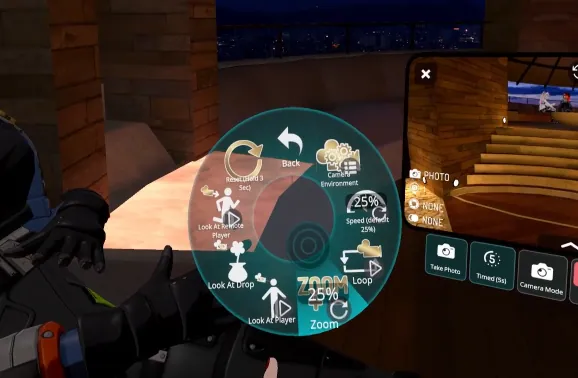 Back
Reset (Hold 3
Sec)
Camera
Environment
25%
Speed (default
25%)
Look At Remote
Player
Look At Drop
Loop
ZOOM
25%
Look At Player
Zoom
PHOTO
NONE
NONE
Take Photo
5
Timed (5s)
Camera Mode